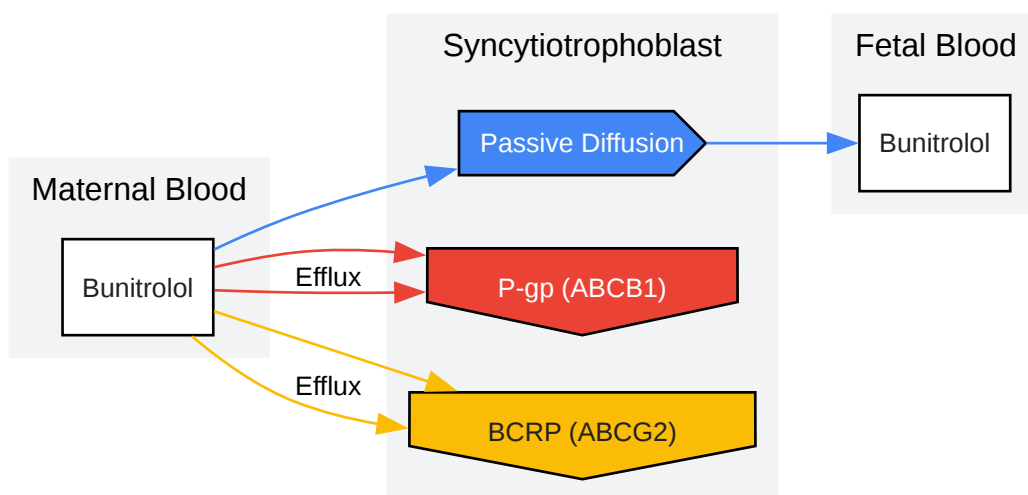 Syncytiotrophoblast
Fetal Blood
Passive Diffusion
Bunitrolol
Maternal Blood
Bunitrolol
Efflux
P-gp (ABCB1)
Efflux
BCRP (ABCG2)